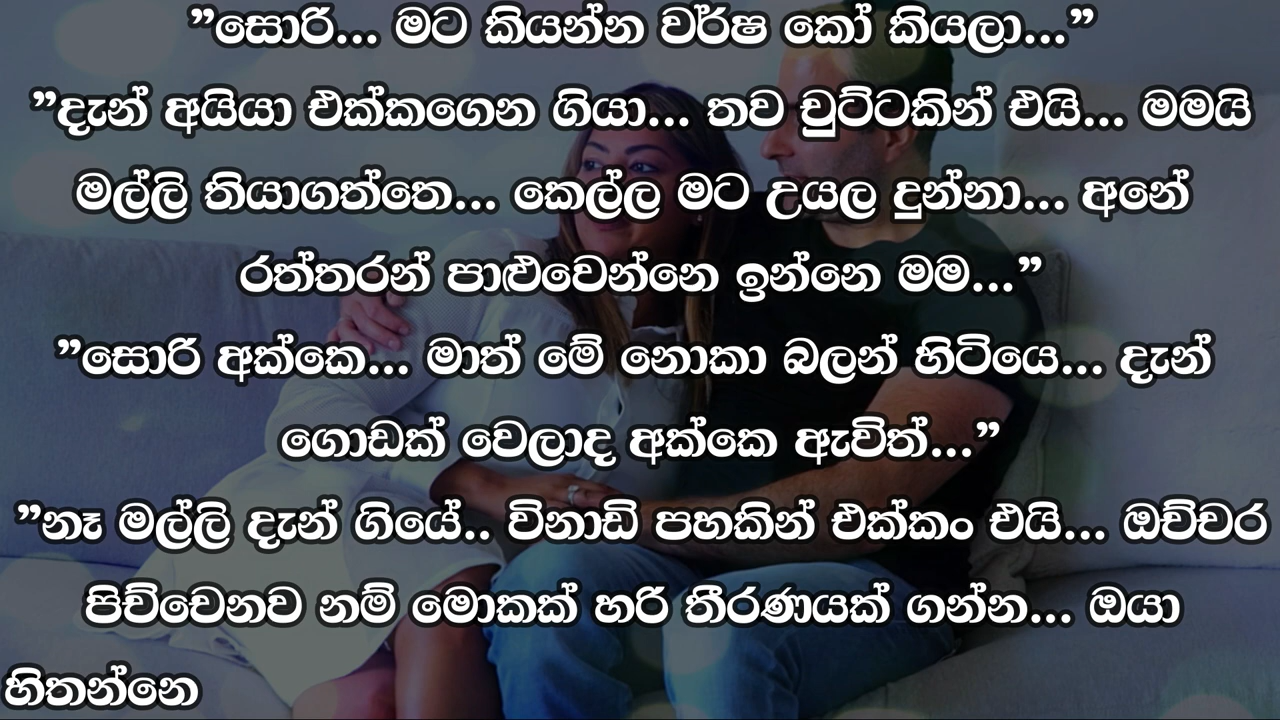 ”සොරි... මට කියන්න වර්ෂ කෝ කියලා...”
”දැන් අයියා එක්කගෙන ගියා... තව චුට්ටකින් එයි... මමයි
මල්ලි තියාගත්තෙ... කෙල්ල මට උයල දුන්නා... අනේ
රත්තරන් පාළුවෙන්නෙ ඉන්නෙ මම...”
”සොරි අක්කෙ... මාත් මේ නොකා බලන් හිටියෙ... දැන්
ගොඩක් වෙලාද අක්කෙ ඇවිත්...”
”නෑ මල්ලි දැන් ගියේ.. විනාඩි පහකින් එක්කං එයි... ඔච්චර
පිච්චෙනව නම් මොකක් හරි තීරණයක් ගන්න... ඔයා
හිතන්නෙ